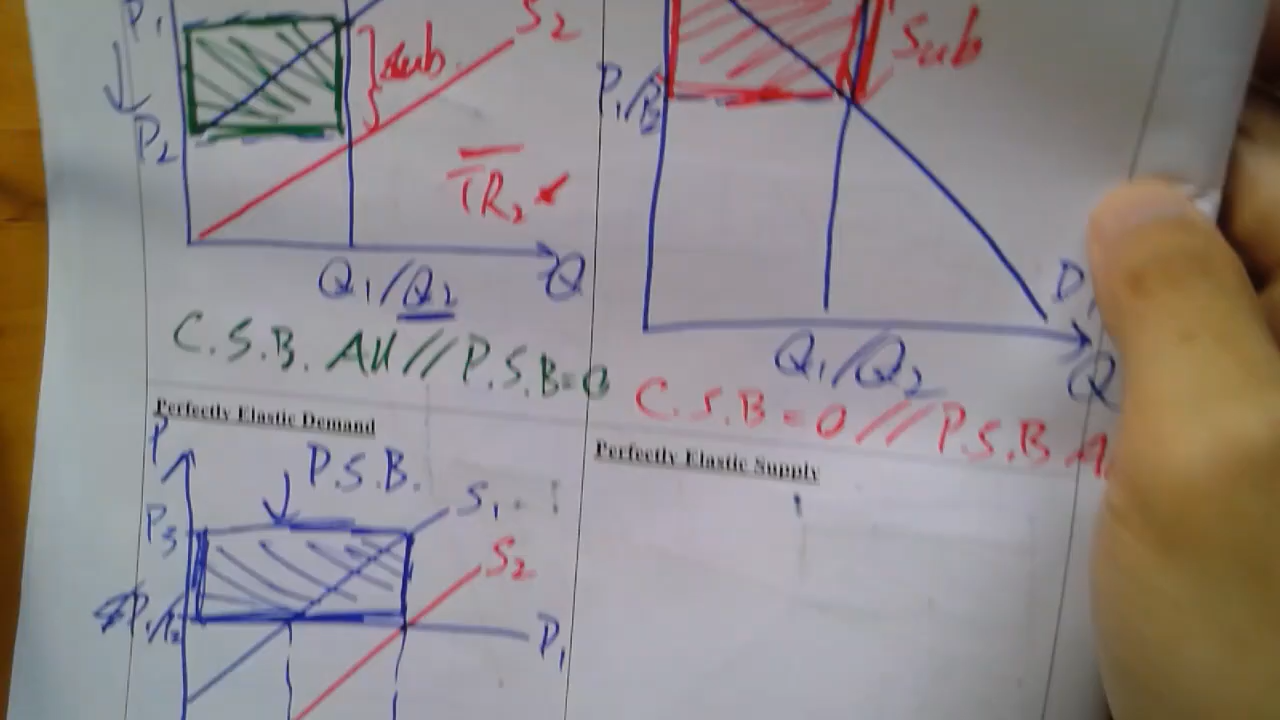 P1
S2
sub
Sub
P2
P1/P2
TR2
Q1/Q2
Q
D1
Q1/Q2
Q
C.S.B. All // P.S.B=0
C.S.B = 0 // P.S.B
Perfectly Elastic Demand
Perfectly Elastic Supply
P
P.S.B.
S1
P3
S2
P1/P2
P1